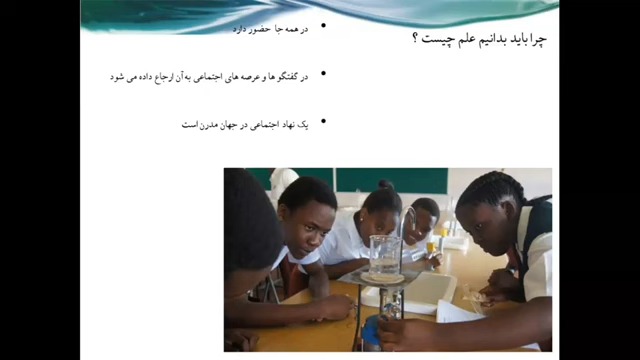 چرا باید بدانیم علم چیست ؟
در همه جا حضور دارد
در گفتگو ها و عرصه های اجتماعی به آن ارجاع داده می شود
یک نهاد اجتماعی در جهان مدرن است